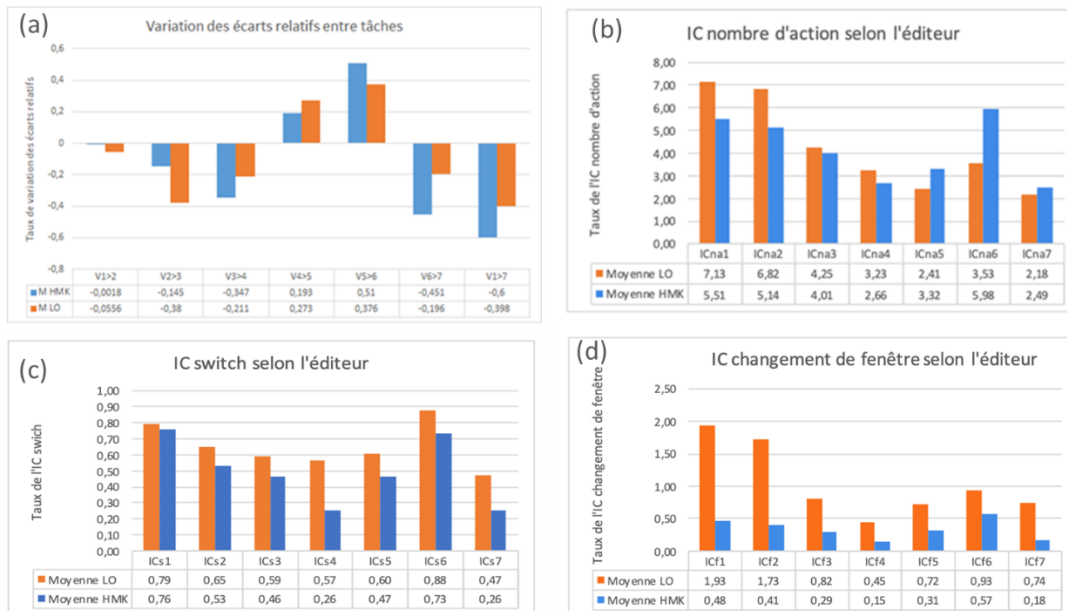 (a)
Variation des écarts relatifs entre tâches
Taux de variation des écarts relatifs
0,6
0,4
0,2
0
-0,2
-0,4
-0,6
-0,8
V1>2 V2>3 V3>4 V4>5 V5>6 V6>7 V1>7
M HMK -0,0018 -0,145 -0,347 0,193 0,51 -0,451 -0,6
M LO -0,0556 -0,38 -0,211 0,273 0,376 -0,196 -0,398
(b)
IC nombre d'action selon l'éditeur
Taux de l'IC nombre d'action
8,00
7,00
6,00
5,00
4,00
3,00
2,00
1,00
0,00
ICna1 ICna2 ICna3 ICna4 ICna5 ICna6 ICna7
Moyenne LO 7,13 6,82 4,25 3,23 2,41 3,53 2,18
Moyenne HMK 5,51 5,14 4,01 2,66 3,32 5,98 2,49
(c)
IC switch selon l'éditeur
Taux de l'IC swich
1,00
0,90
0,80
0,70
0,60
0,50
0,40
0,30
0,20
0,10
0,00
ICs1 ICs2 ICs3 ICs4 ICs5 ICs6 ICs7
Moyenne LO 0,79 0,65 0,59 0,57 0,60 0,88 0,47
Moyenne HMK 0,76 0,53 0,46 0,26 0,47 0,73 0,26
(d)
IC changement de fenêtre selon l'éditeur
Taux de l'IC changement de fenêtre
2,50
2,00
1,50
1,00
0,50
0,00
ICf1 ICf2 ICf3 ICf4 ICf5 ICf6 ICf7
Moyenne LO 1,93 1,73 0,82 0,45 0,72 0,93 0,74
Moyenne HMK 0,48 0,41 0,29 0,15 0,31 0,57 0,18